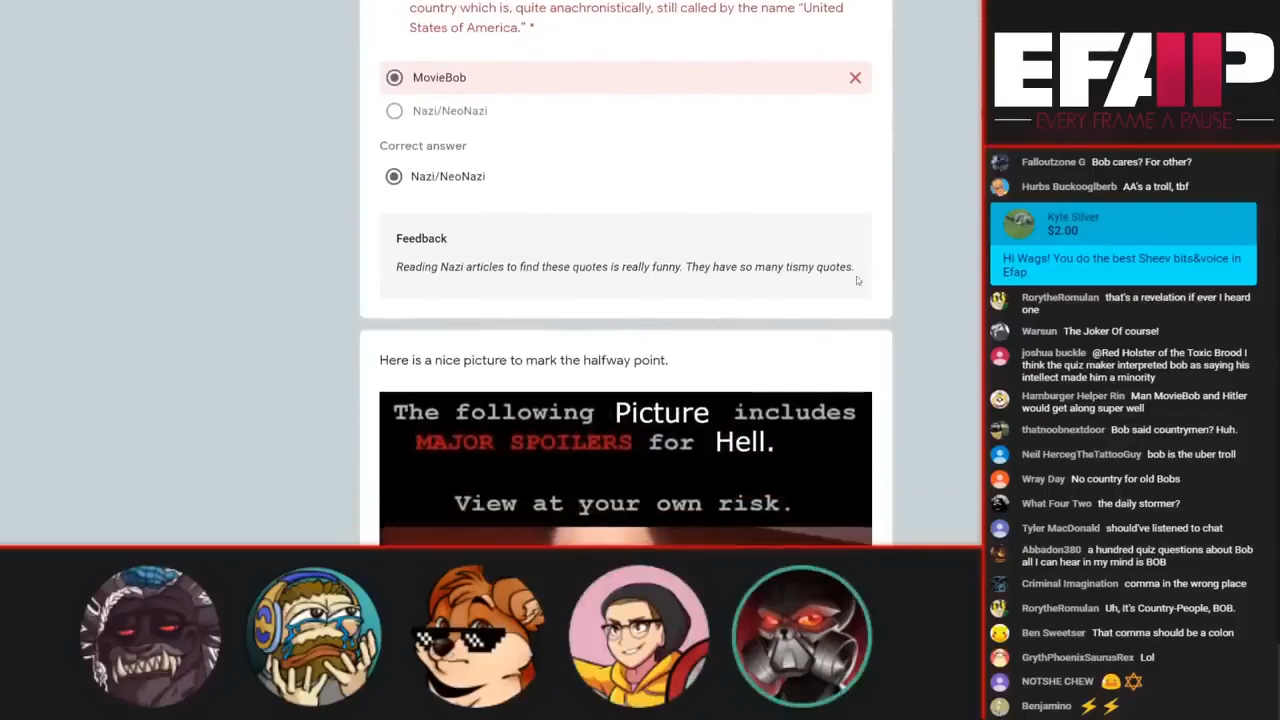 country which is, quite anachronistically, still called by the name “United
States of America.” *
MovieBob
Nazi/NeoNazi
Correct answer
Nazi/NeoNazi
Feedback
Reading Nazi articles to find these quotes is really funny. They have so many tismy quotes.
Here is a nice picture to mark the halfway point.
The following Picture includes
MAJOR SPOILERS for Hell.
View at your own risk.
EFAP
EVERY FRAME A PAUSE
Falloutzone G Bob cares? For other?
Hurbs Buckooglberb AA's a troll, tbf
Kyle Silver
$2.00
Hi Wags! You do the best Sheev bits&voice in
Efap
RorytheRomulan that's a revelation if ever I heard
one
Warsun The Joker Of course!
joshua buckle @Red Holster of the Toxic Brood I
think the quiz maker interpreted bob as saying his
intellect made him a minority
Hamburger Helper Rin Man MovieBob and Hitler
would get along super well
thatnoobnextdoor Bob said countrymen? Huh.
Neil HercegTheTattooGuy bob is the uber troll
Wray Day No country for old Bobs
What Four Two the daily stormer?
Tyler MacDonald should've listened to chat
Abbadon380 a hundred quiz questions about Bob
all I can hear in my mind is BOB
Criminal Imagination comma in the wrong place
RorytheRomulan Uh, It's Country-People, BOB.
Ben Sweetser That comma should be a colon
GrythPhoenixSaurusRex Lol
NOTSHE CHEW
Benjamino